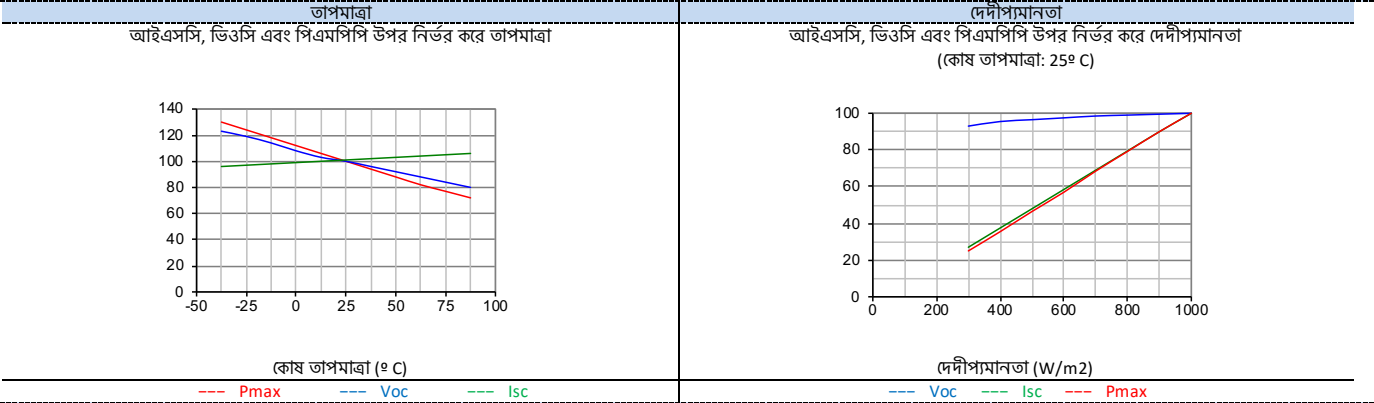 তাপমাত্রা
আইএসসি, ভিওসি এবং পিএমপিপি উপর নির্ভর করে তাপমাত্রা
140
120
100
80
60
40
20
0
-50 -25 0 25 50 75 100
কোষ তাপমাত্রা (º C)
--- Pmax --- Voc --- Isc
দেদীপ্যমানতা
আইএসসি, ভিওসি এবং পিএমপিপি উপর নির্ভর করে দেদীপ্যমানতা
(কোষ তাপমাত্রা: 25º C)
100
80
60
40
20
0
0 200 400 600 800 1000
দেদীপ্যমানতা (W/m2)
--- Voc --- Isc --- Pmax